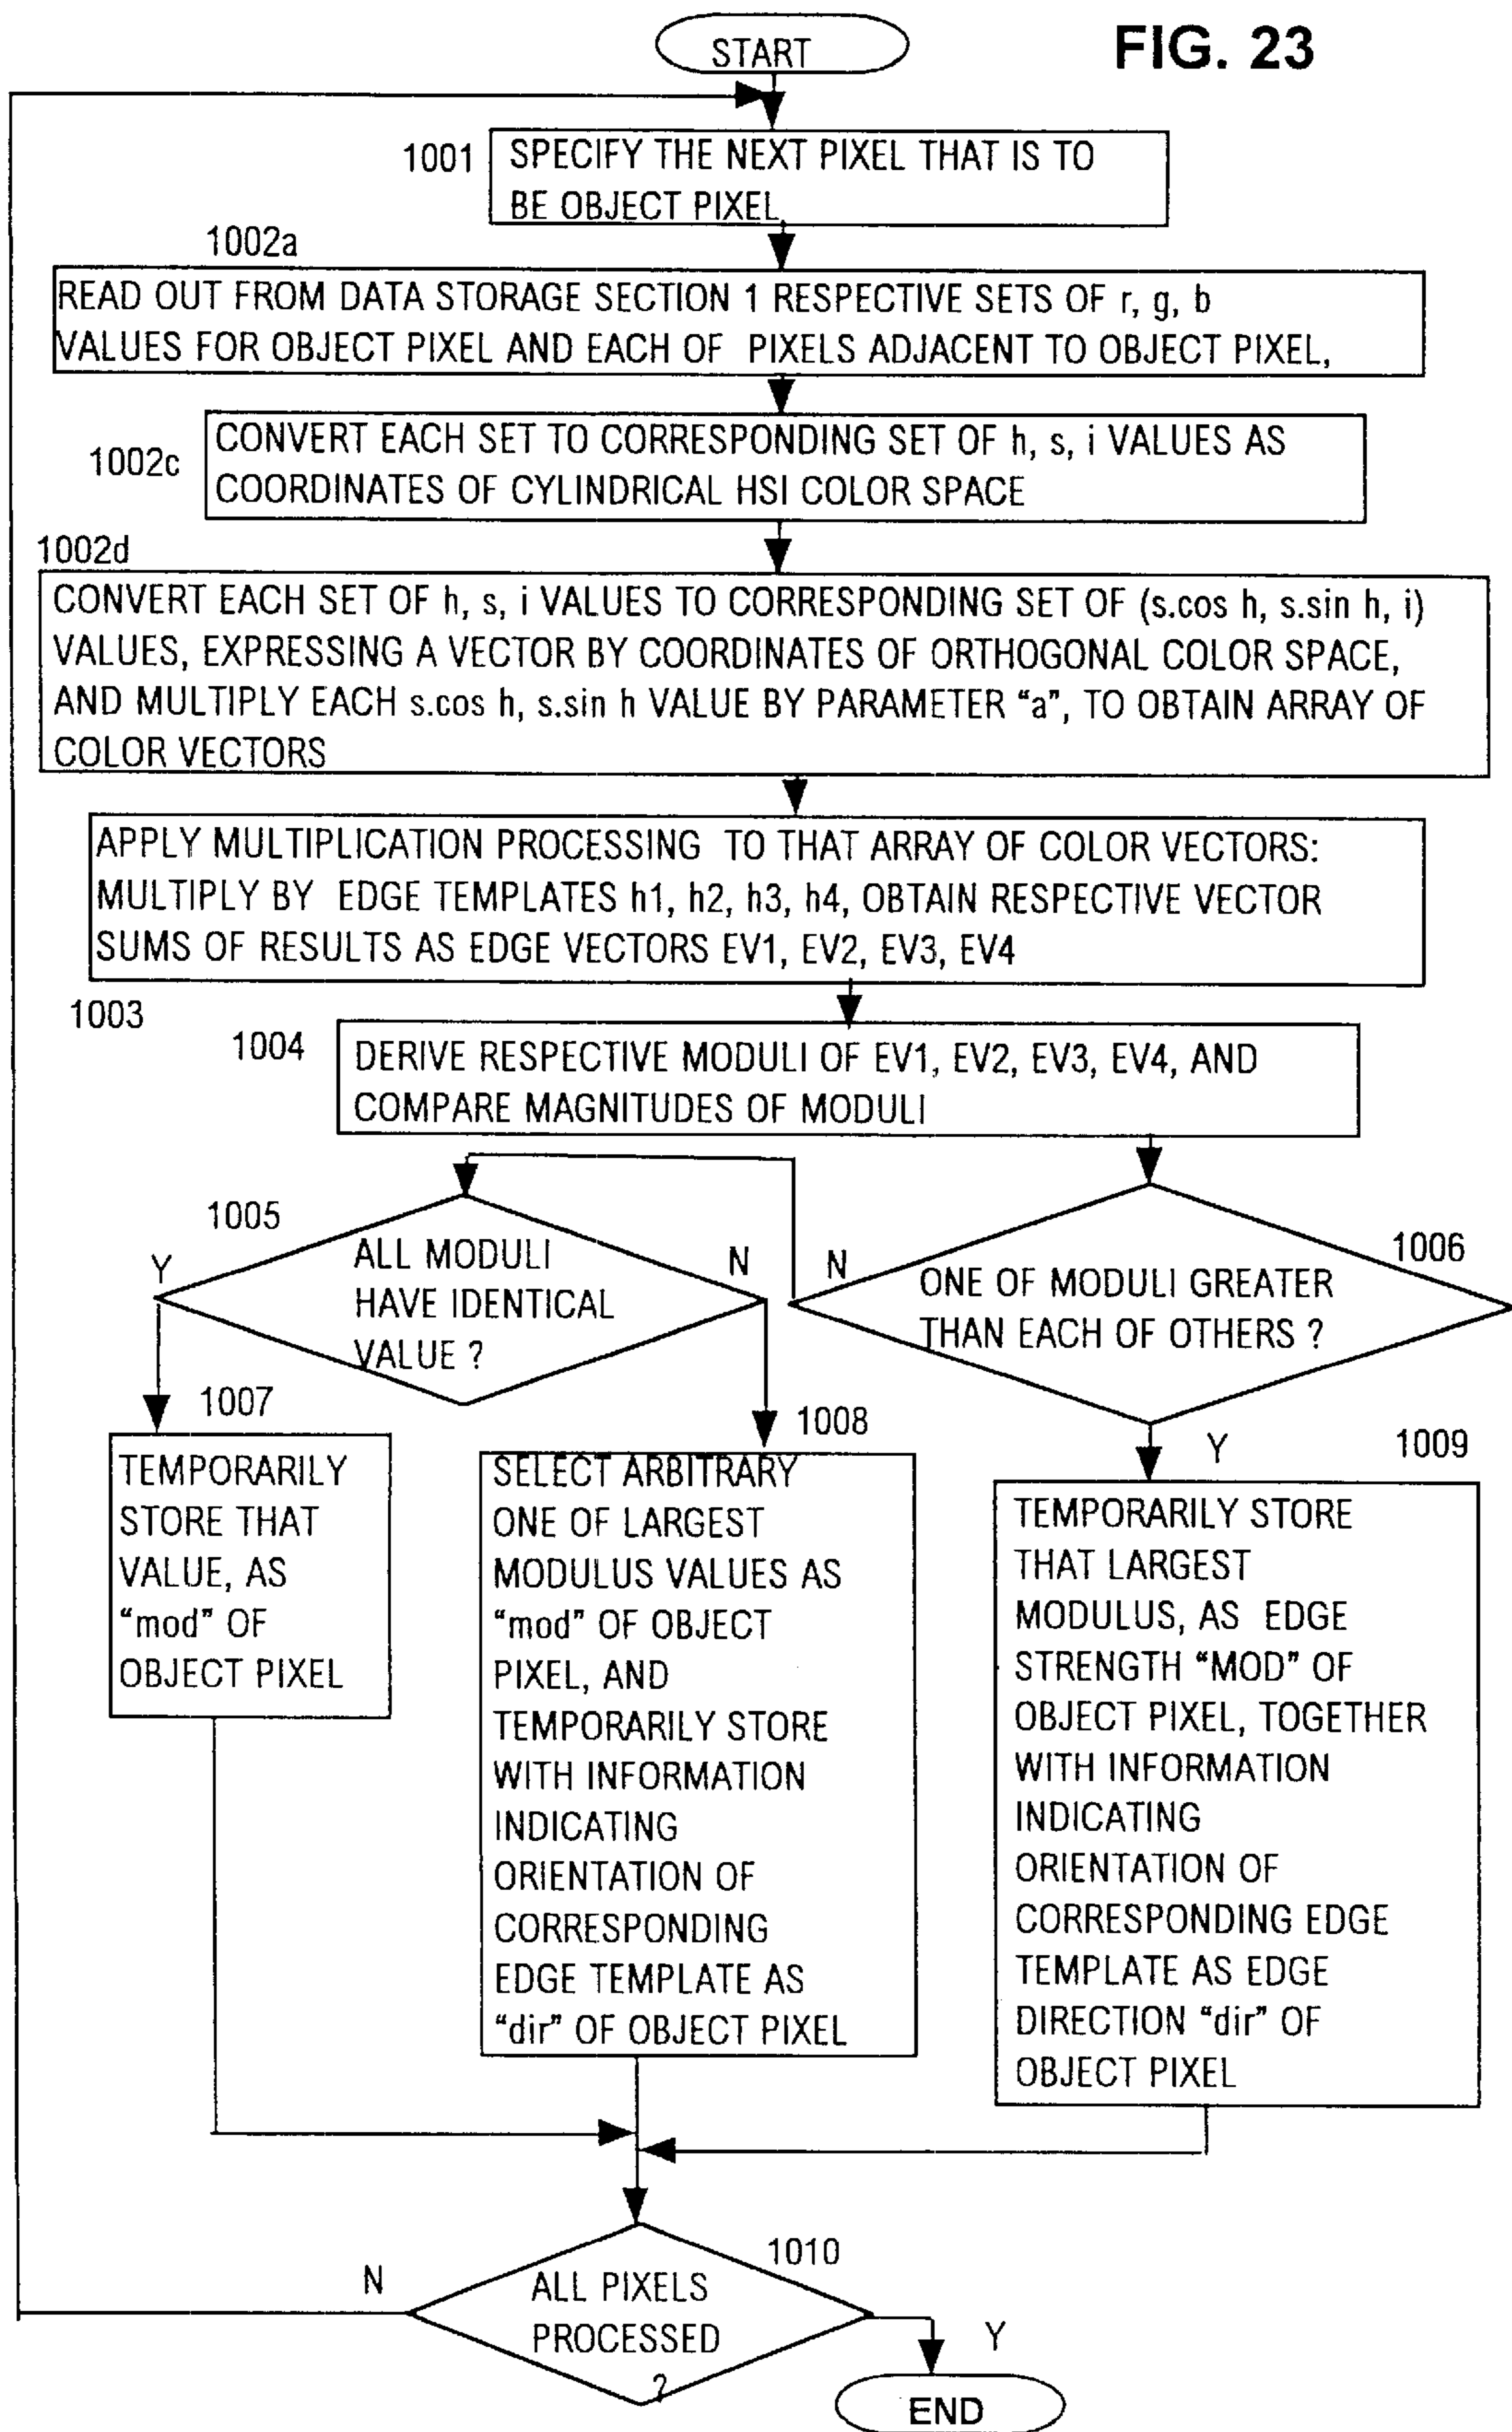 FIG. 23
START
1001
SPECIFY THE NEXT PIXEL THAT IS TO
BE OBJECT PIXEL
1002a
READ OUT FROM DATA STORAGE SECTION 1 RESPECTIVE SETS OF r, g, b
VALUES FOR OBJECT PIXEL AND EACH OF PIXELS ADJACENT TO OBJECT PIXEL,
1002c
CONVERT EACH SET TO CORRESPONDING SET OF h, s, i VALUES AS
COORDINATES OF CYLINDRICAL HSI COLOR SPACE
1002d
CONVERT EACH SET OF h, s, i VALUES TO CORRESPONDING SET OF (s.cos h, s.sin h, i)
VALUES, EXPRESSING A VECTOR BY COORDINATES OF ORTHOGONAL COLOR SPACE,
AND MULTIPLY EACH s.cos h, s.sin h VALUE BY PARAMETER “a”, TO OBTAIN ARRAY OF
COLOR VECTORS
APPLY MULTIPLICATION PROCESSING TO THAT ARRAY OF COLOR VECTORS:
MULTIPLY BY EDGE TEMPLATES h1, h2, h3, h4, OBTAIN RESPECTIVE VECTOR
SUMS OF RESULTS AS EDGE VECTORS EV1, EV2, EV3, EV4
1003
1004
DERIVE RESPECTIVE MODULI OF EV1, EV2, EV3, EV4, AND
COMPARE MAGNITUDES OF MODULI
1005
Y
ALL MODULI
HAVE IDENTICAL
VALUE ?
N
N
1006
ONE OF MODULI GREATER
THAN EACH OF OTHERS ?
Y
1007
TEMPORARILY
STORE THAT
VALUE, AS
“mod” OF
OBJECT PIXEL
1008
SELECT ARBITRARY
ONE OF LARGEST
MODULUS VALUES AS
“mod” OF OBJECT
PIXEL, AND
TEMPORARILY STORE
WITH INFORMATION
INDICATING
ORIENTATION OF
CORRESPONDING
EDGE TEMPLATE AS
“dir” OF OBJECT PIXEL
1009
TEMPORARILY STORE
THAT LARGEST
MODULUS, AS EDGE
STRENGTH “MOD” OF
OBJECT PIXEL, TOGETHER
WITH INFORMATION
INDICATING
ORIENTATION OF
CORRESPONDING EDGE
TEMPLATE AS EDGE
DIRECTION “dir” OF
OBJECT PIXEL
1010
N
ALL PIXELS
PROCESSED
?
Y
END